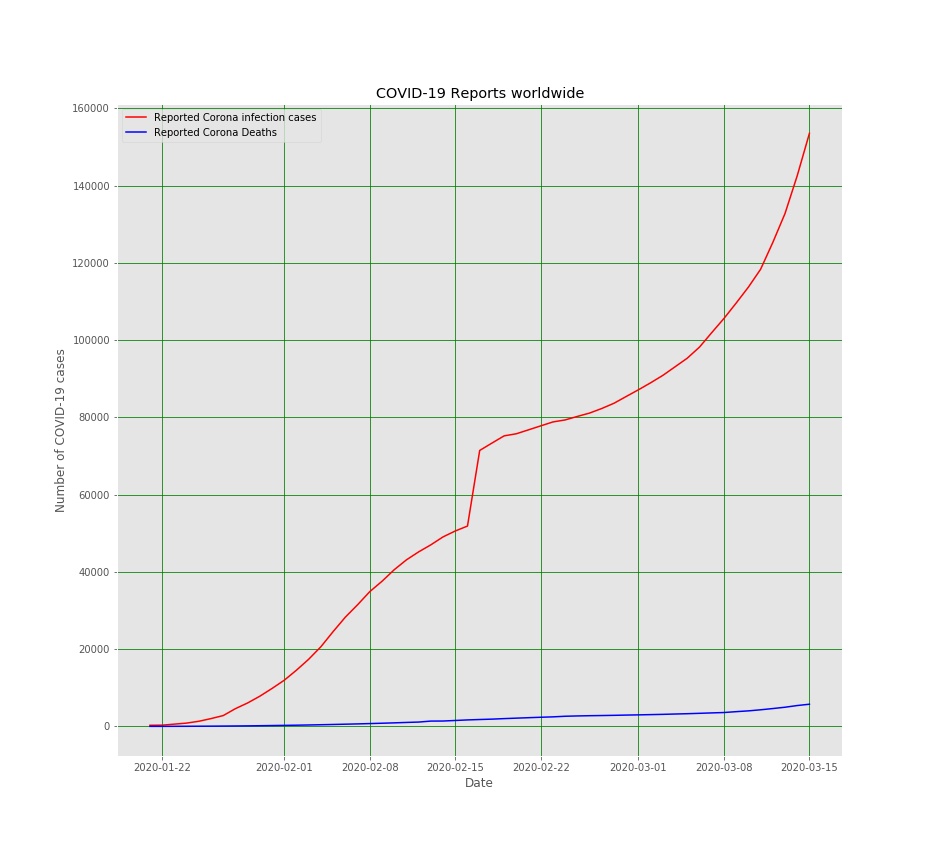 COVID-19 Reports worldwide
160000
Reported Corona infection cases
Reported Corona Deaths
140000
120000
100000
80000
60000
40000
20000
0
Number of COVID-19 cases
2020-01-22 2020-02-01 2020-02-08 2020-02-15 2020-02-22 2020-03-01 2020-03-08 2020-03-15
Date